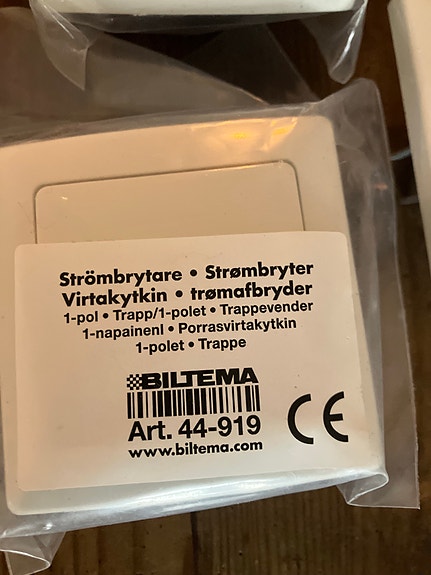 Strömbrytare • Strømbryter
Virtakytkin • trømafbryder
1-pol • Trapp/1-polet • Trappevender
1-napainenl • Porrasvirtakytkin
1-polet • Trappe
BILTEMA
Art. 44-919
www.biltema.com
CE